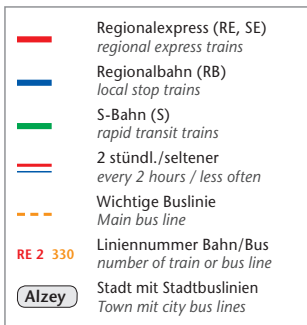 Regionalexpress (RE, SE)
regional express trains
Regionalbahn (RB)
local stop trains
S-Bahn (S)
rapid transit trains
2 stündl./seltener
every 2 hours / less often
Wichtige Buslinie
Main bus line
RE 2 330 Liniennummer Bahn/Bus
number of train or bus line
Alzey Stadt mit Stadtbuslinien
Town mit city bus lines